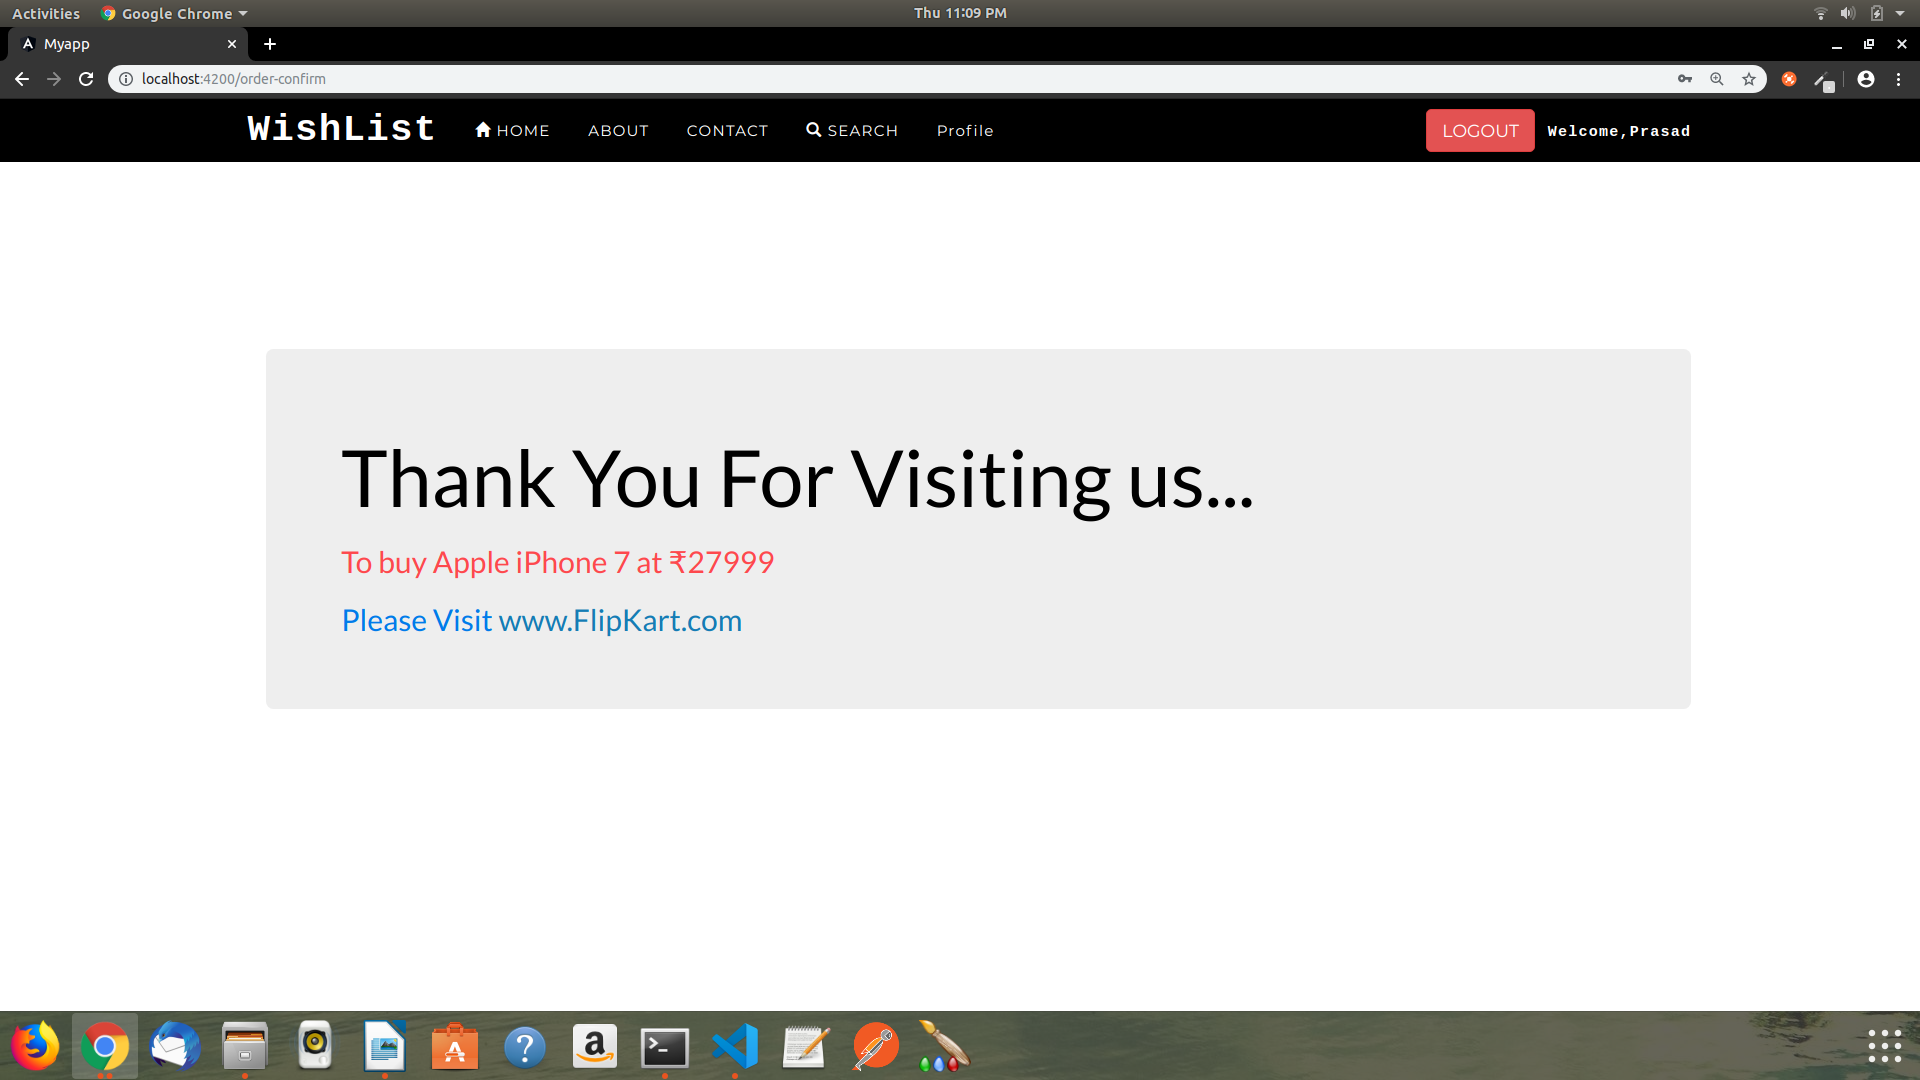 Activities Google Chrome Thu 11:09 PM
Myapp
localhost:4200/order-confirm
WishList HOME ABOUT CONTACT SEARCH Profile LOGOUT Welcome,Prasad
Thank You For Visiting us...
To buy Apple iPhone 7 at ₹27999
Please Visit www.FlipKart.com